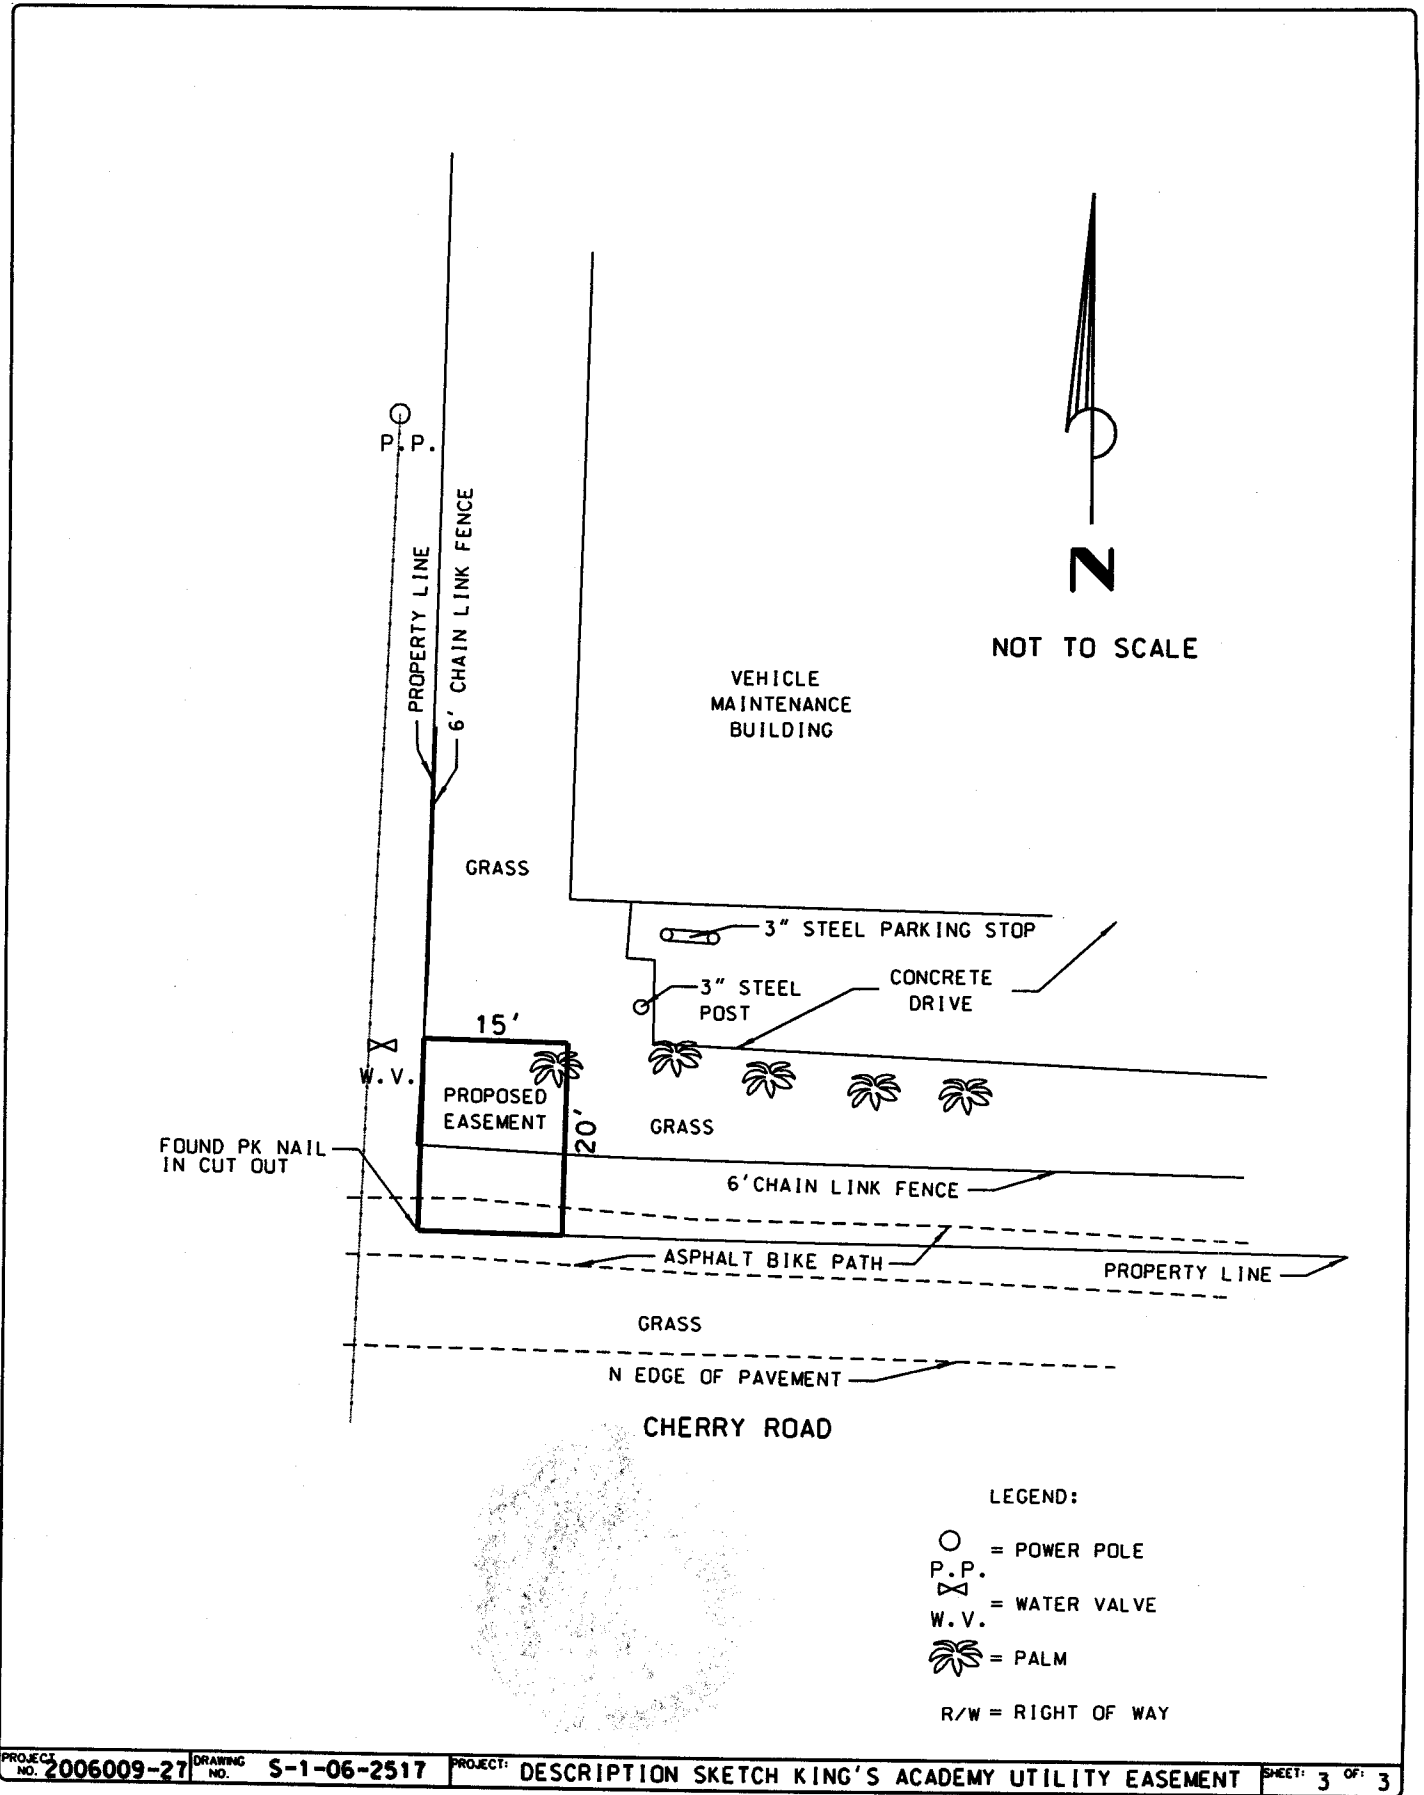 P.P.
PROPERTY LINE
6' CHAIN LINK FENCE
N
NOT TO SCALE
VEHICLE
MAINTENANCE
BUILDING
GRASS
3" STEEL PARKING STOP
CONCRETE
DRIVE
3" STEEL
POST
15'
W.V.
PROPOSED
EASEMENT
20'
GRASS
FOUND PK NAIL
IN CUT OUT
6'CHAIN LINK FENCE
ASPHALT BIKE PATH
PROPERTY LINE
GRASS
N EDGE OF PAVEMENT
CHERRY ROAD
LEGEND:
P.P. = POWER POLE
W.V. = WATER VALVE
= PALM
R/W = RIGHT OF WAY
PROJECT NO. 2006009-27 DRAWING NO. S-1-06-2517 PROJECT: DESCRIPTION SKETCH KING'S ACADEMY UTILITY EASEMENT SHEET: 3 OF: 3